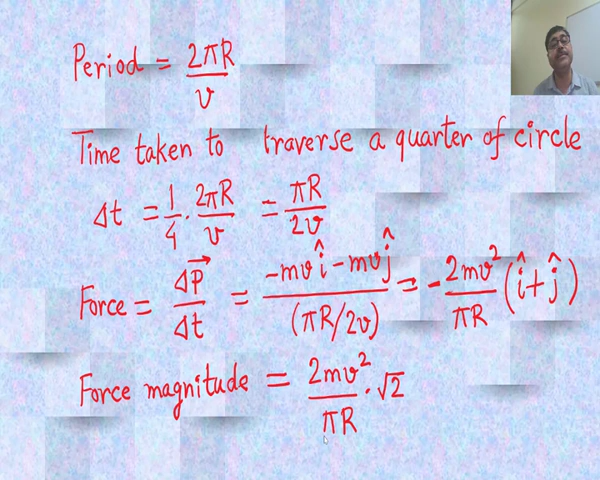 Period = 2πR/v
Time taken to traverse a quarter of circle
Δt = 1/4 · 2πR/v = πR/2v
Force = ΔP⃗/Δt = (-mv î - mv ĵ)/(πR/2v) = - 2mv²/πR (î + ĵ)
Force magnitude = 2mv²/πR · √2